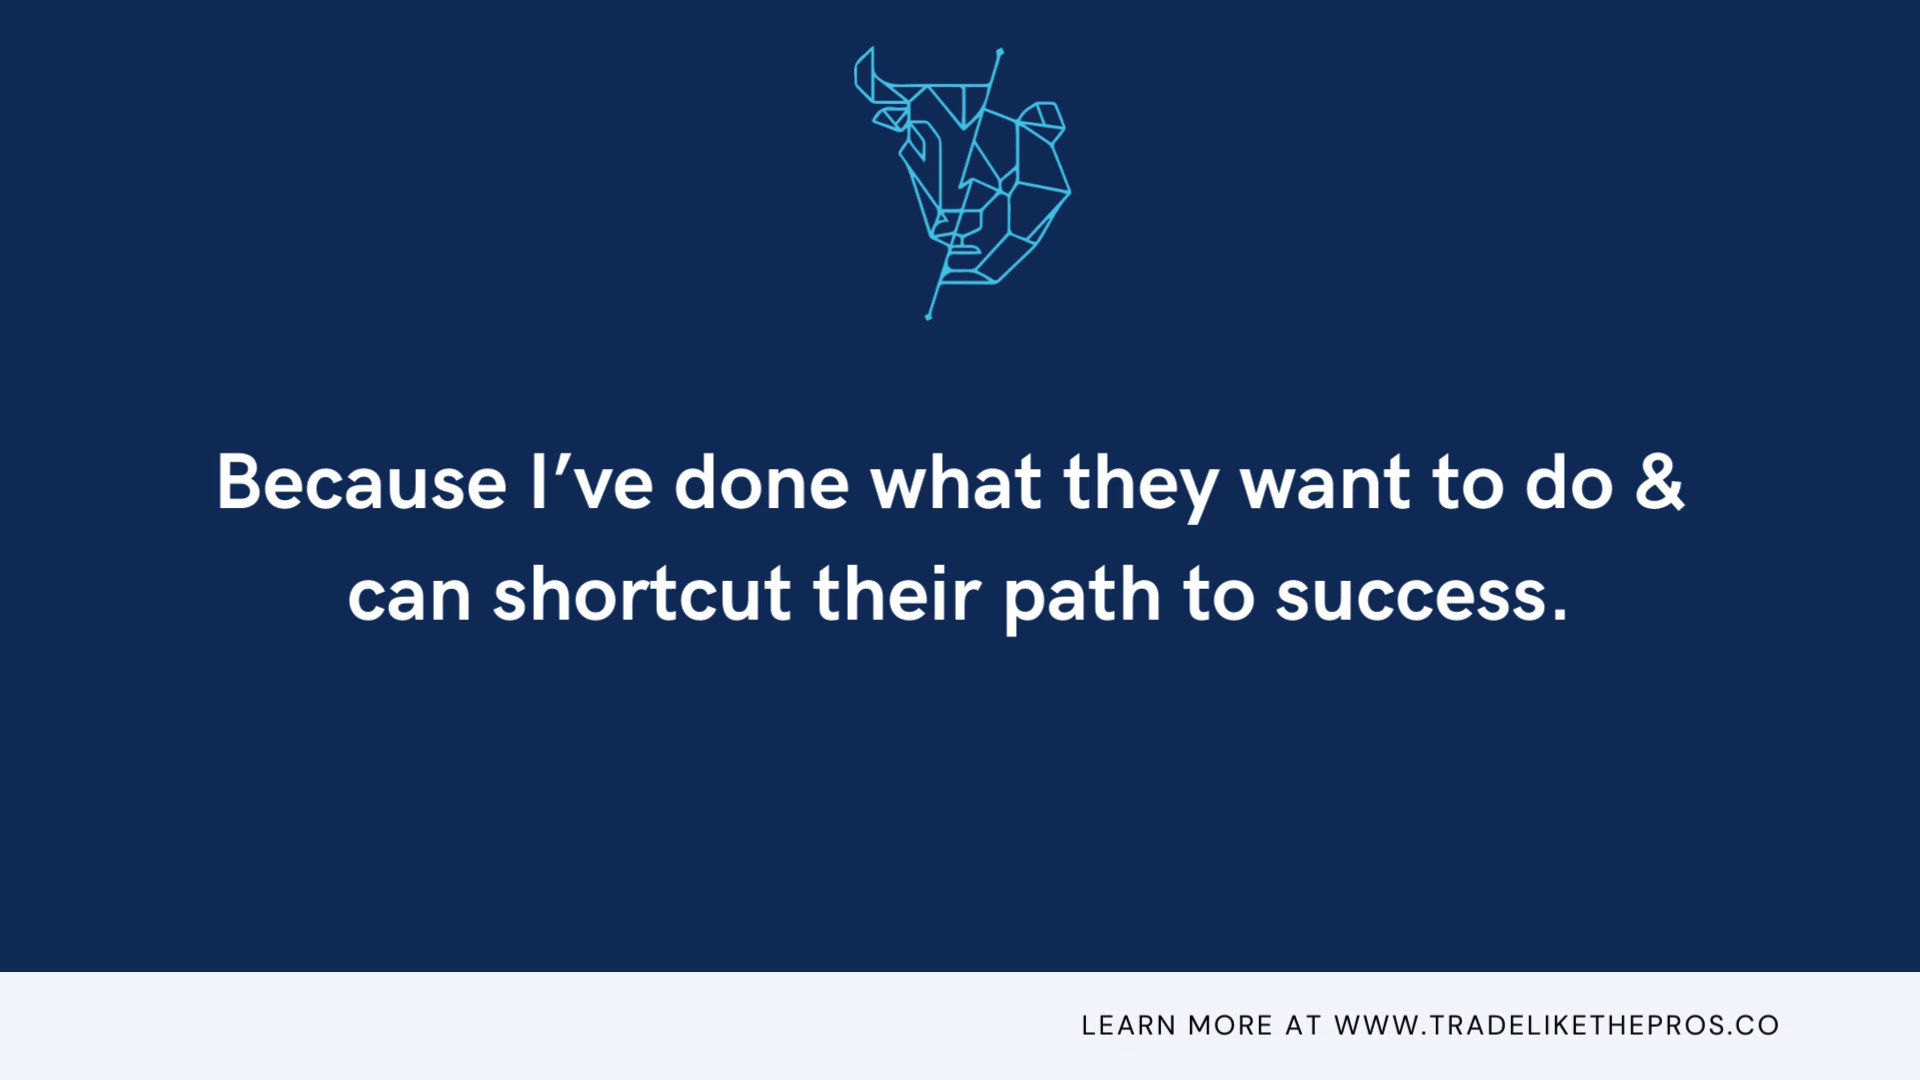 Because I’ve done what they want to do &
can shortcut their path to success.
LEARN MORE AT WWW.TRADELIKETHEPROS.CO